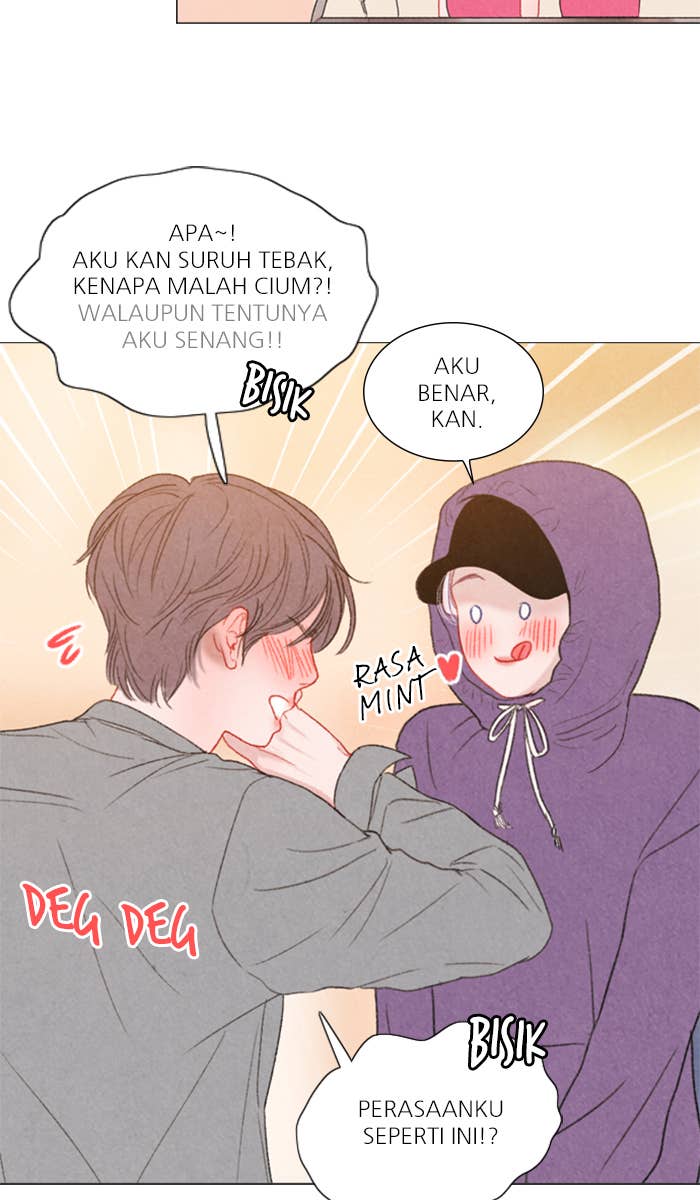 APA~!
AKU KAN SURUH TEBAK,
KENAPA MALAH CIUM?!
WALAUPUN TENTUNYA
AKU SENANG!!
BISIK
AKU
BENAR,
KAN.
RASA
MINT
DEG DEG
BISIK
PERASAANKU
SEPERTI INI!?